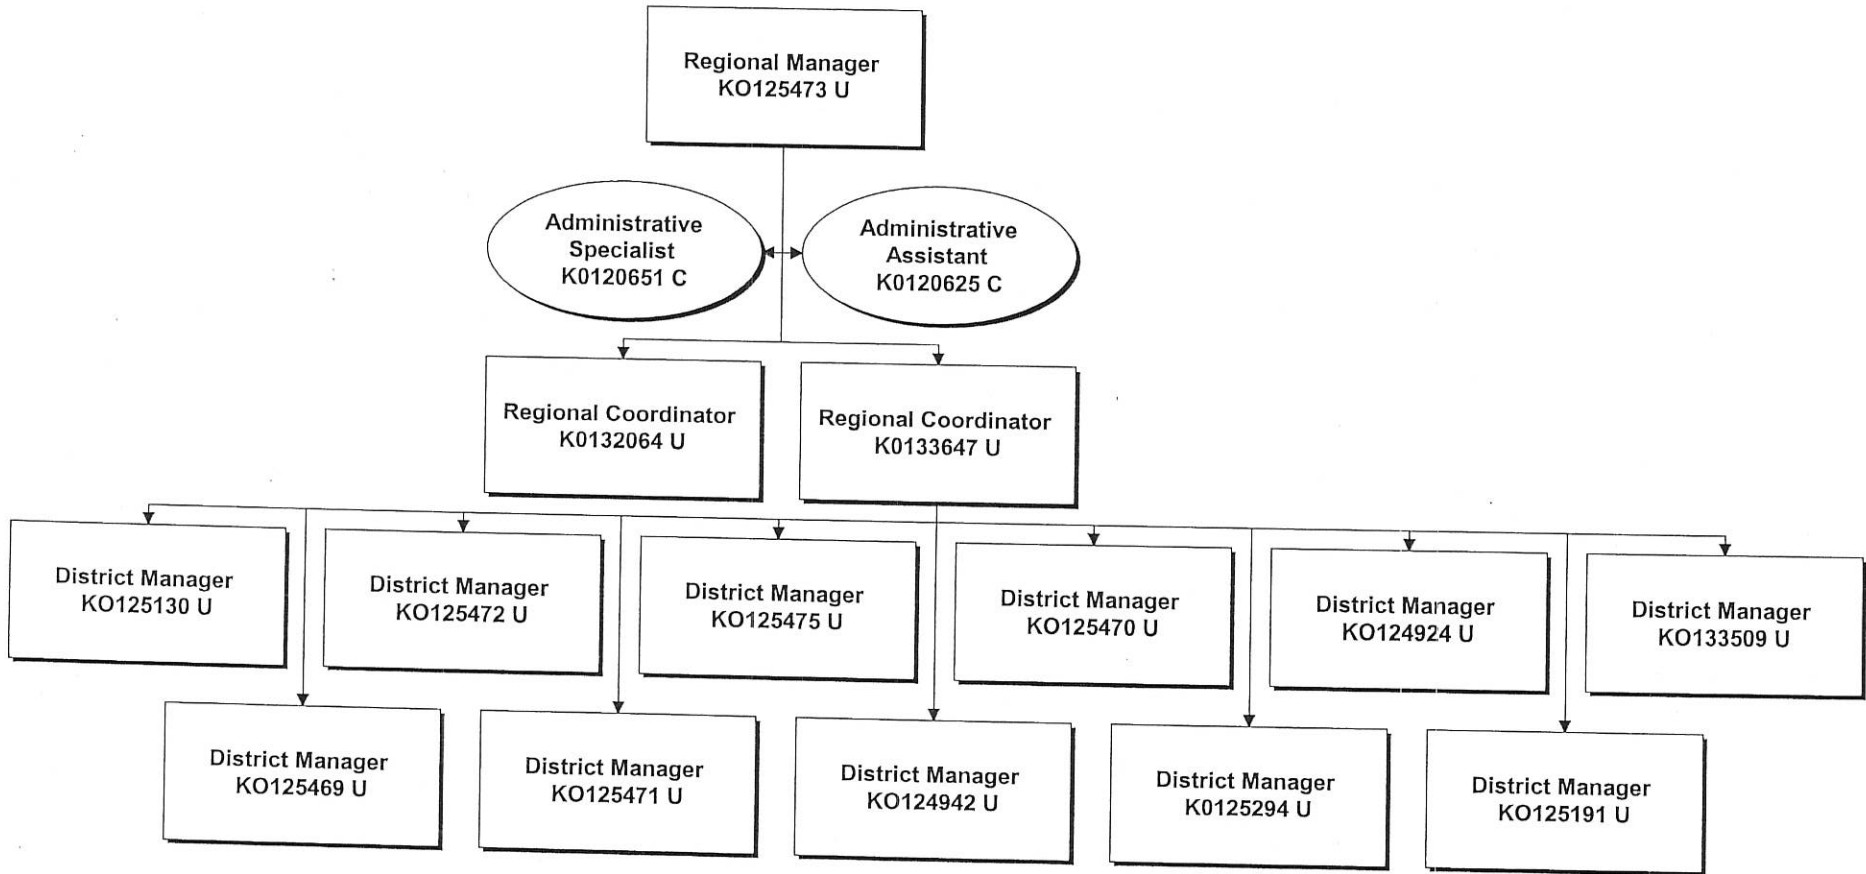 Regional Manager
KO125473 U
Administrative
Specialist
K0120651 C
Administrative
Assistant
K0120625 C
Regional Coordinator
K0132064 U
Regional Coordinator
K0133647 U
District Manager
KO125130 U
District Manager
KO125472 U
District Manager
KO125475 U
District Manager
KO125470 U
District Manager
KO124924 U
District Manager
KO133509 U
District Manager
KO125469 U
District Manager
KO125471 U
District Manager
KO124942 U
District Manager
K0125294 U
District Manager
KO125191 U